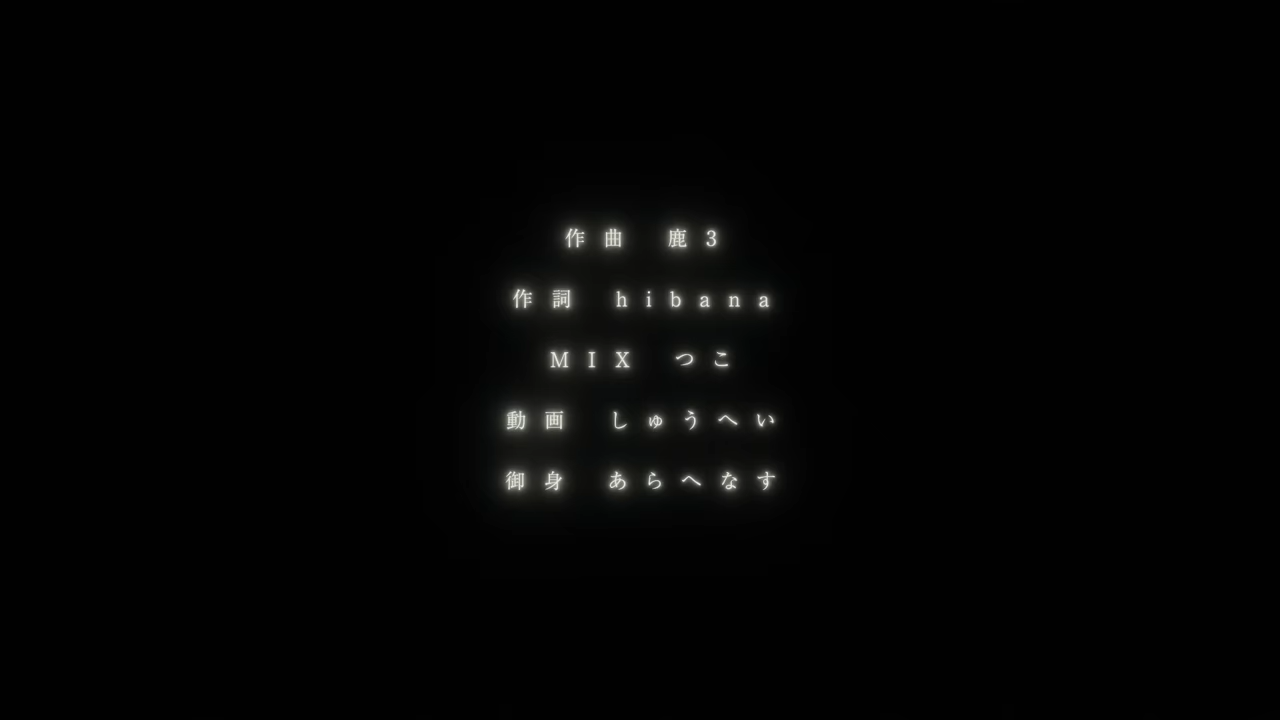 作曲　鹿3
作詞　hibana
MIX　つこ
動画　しゅうへい
御身　あらへなす